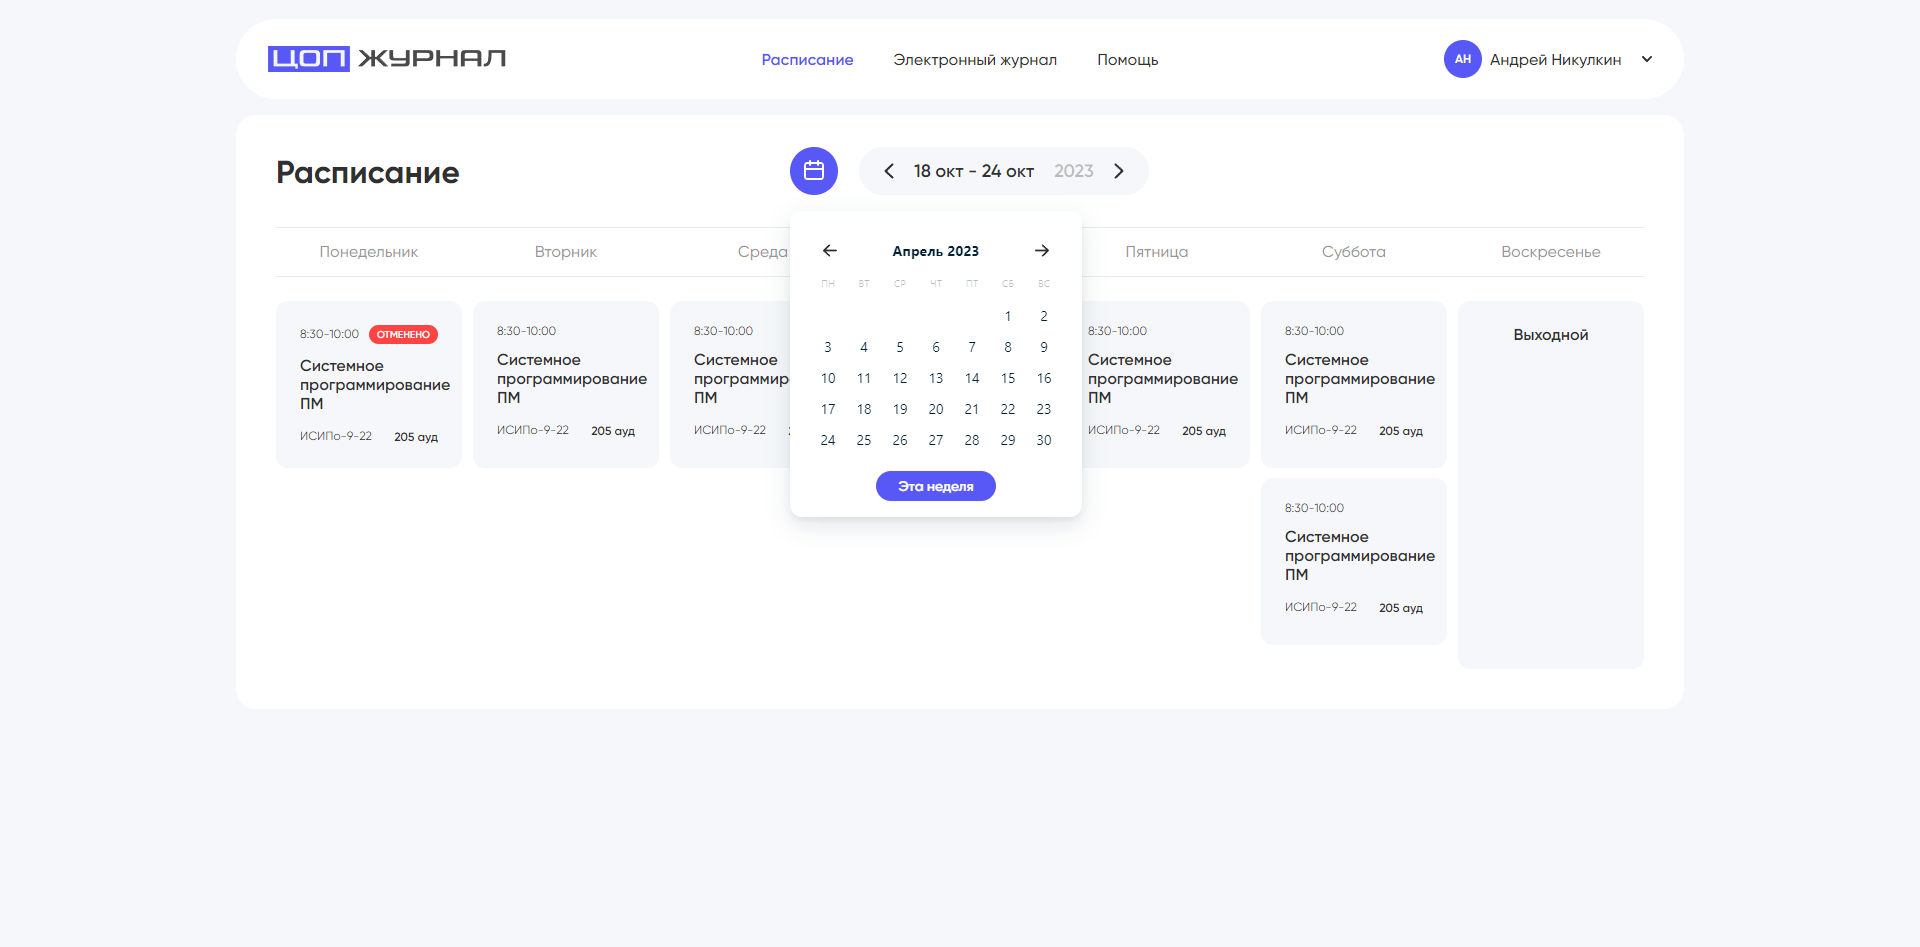 ЦОП ЖУРНАЛ
Расписание
Электронный журнал
Помощь
АН
Андрей Никулкин
Расписание
18 окт - 24 окт 2023
Понедельник
Вторник
Среда
Пятница
Суббота
Воскресенье
Апрель 2023
ПН ВТ СР ЧТ ПТ СБ ВС
1 2
3 4 5 6 7 8 9
10 11 12 13 14 15 16
17 18 19 20 21 22 23
24 25 26 27 28 29 30
Эта неделя
8:30-10:00 ОТМЕНЕНО
Системное
программирование
ПМ
ИСИПо-9-22 205 ауд
8:30-10:00
Системное
программирование
ПМ
ИСИПо-9-22 205 ауд
8:30-10:00
Системное
программир
ПМ
ИСИПо-9-22
8:30-10:00
Системное
программирование
ПМ
ИСИПо-9-22 205 ауд
8:30-10:00
Системное
программирование
ПМ
ИСИПо-9-22 205 ауд
8:30-10:00
Системное
программирование
ПМ
ИСИПо-9-22 205 ауд
Выходной